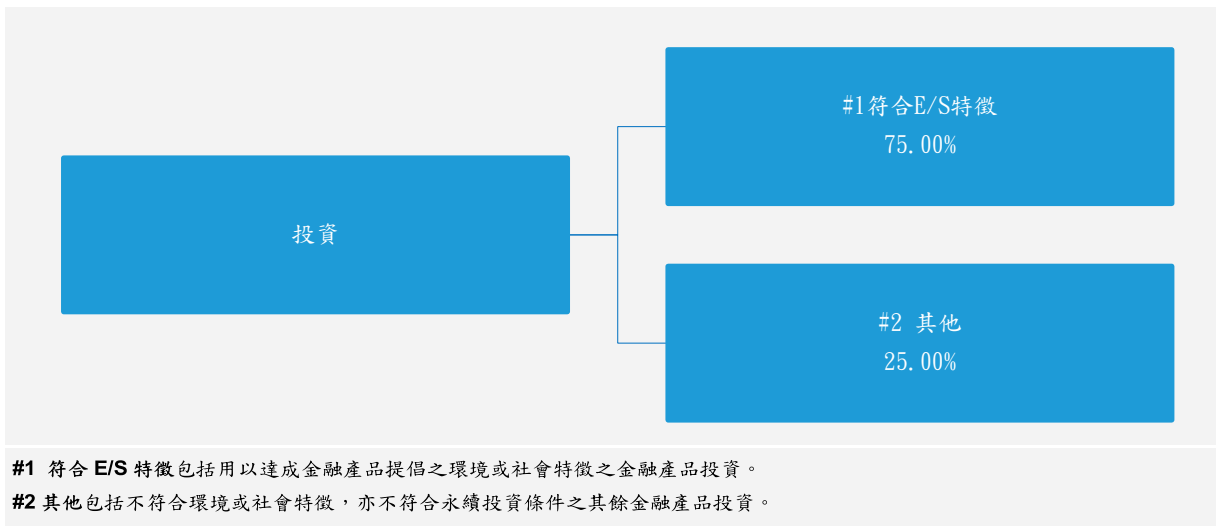 投資
#1符合E/S特徵
75.00%
#2 其他
25.00%
#1 符合 E/S 特徵包括用以達成金融產品提倡之環境或社會特徵之金融產品投資。
#2 其他包括不符合環境或社會特徵，亦不符合永續投資條件之其餘金融產品投資。